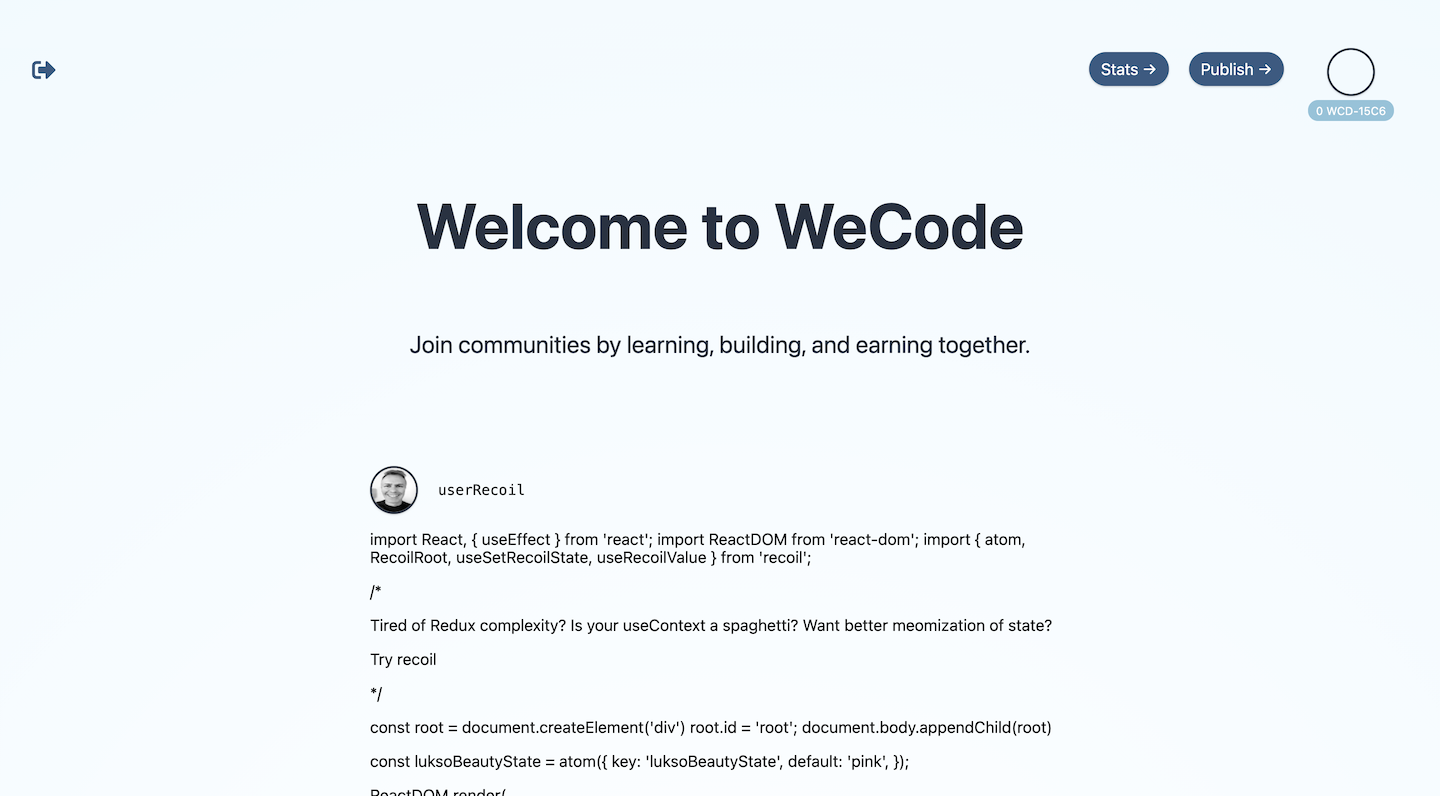 Stats →
Publish →
0 WCD-15C6
Welcome to WeCode
Join communities by learning, building, and earning together.
userRecoil
import React, { useEffect } from 'react'; import ReactDOM from 'react-dom'; import { atom,
RecoilRoot, useSetRecoilState, useRecoilValue } from 'recoil';
/*
Tired of Redux complexity? Is your useContext a spaghetti? Want better meomization of state?
Try recoil
*/
const root = document.createElement('div') root.id = 'root'; document.body.appendChild(root)
const luksoBeautyState = atom({ key: 'luksoBeautyState', default: 'pink', });
ReactDOM.render(